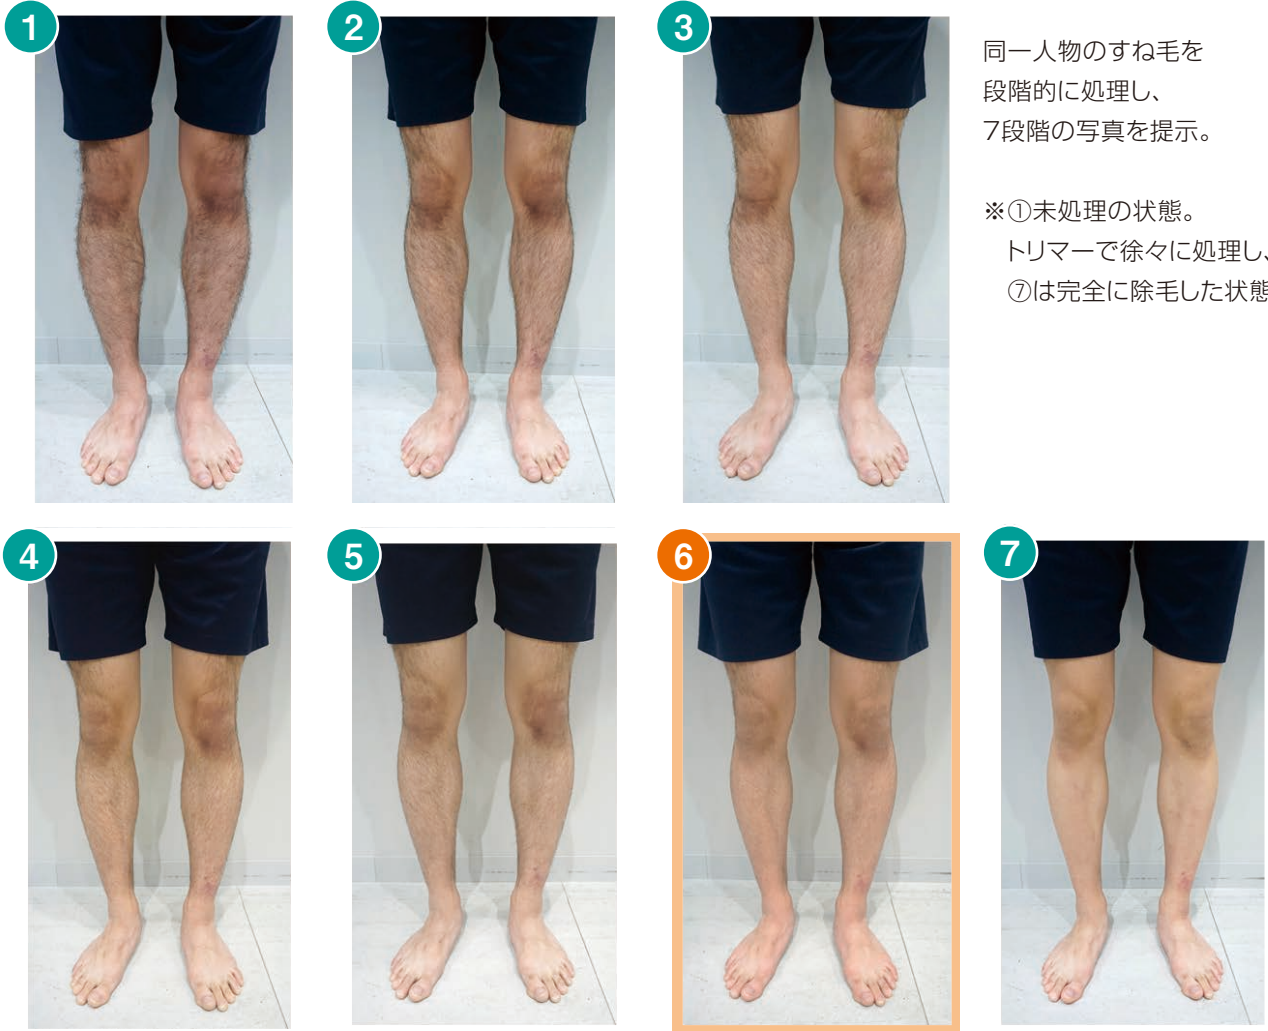 1
2
3
同一人物のすね毛を
段階的に処理し、
7段階の写真を提示。
※①未処理の状態。
トリマーで徐々に処理し、
⑦は完全に除毛した状態
4
5
6
7